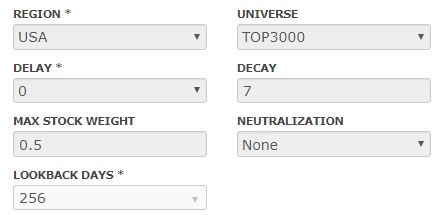 REGION * UNIVERSE
USA TOP3000
DELAY * DECAY
0 7
MAX STOCK WEIGHT NEUTRALIZATION
0.5 None
LOOKBACK DAYS *
256